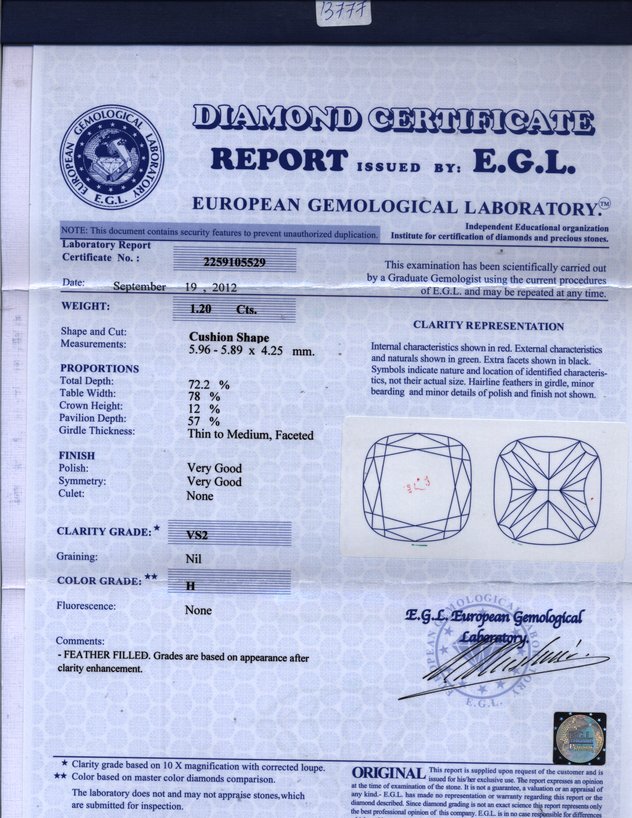 B777
EUROPEAN GEMOLOGICAL LABORATORY
E.G.L.
DIAMOND CERTIFICATE
REPORT ISSUED BY: E.G.L.
EUROPEAN GEMOLOGICAL LABORATORY.™
Independent Educational organization
Institute for certification of diamonds and precious stones.
NOTE: This document contains security features to prevent unauthorized duplication.
Laboratory Report
Certificate No. : 2259105529
Date: September 19 , 2012
This examination has been scientifically carried out
by a Graduate Gemologist using the current procedures
of E.G.L. and may be repeated at any time.
WEIGHT: 1.20 Cts.
Shape and Cut: Cushion Shape
Measurements: 5.96 - 5.89 x 4.25 mm.
PROPORTIONS
Total Depth: 72.2 %
Table Width: 78 %
Crown Height: 12 %
Pavilion Depth: 57 %
Girdle Thickness: Thin to Medium, Faceted
FINISH
Polish: Very Good
Symmetry: Very Good
Culet: None
CLARITY GRADE: * VS2
Graining: Nil
COLOR GRADE: ** H
Fluorescence: None
Comments:
- FEATHER FILLED. Grades are based on appearance after
clarity enhancement.
CLARITY REPRESENTATION
Internal characteristics shown in red. External characteristics
and naturals shown in green. Extra facets shown in black.
Symbols indicate nature and location of identified characteris-
tics, not their actual size. Hairline feathers in girdle, minor
bearding and minor details of polish and finish not shown.
E.G.L. European Gemological
Laboratory.
EUROPEAN GEMOLOGICAL
E.G.L.
* Clarity grade based on 10 X magnification with corrected loupe.
** Color based on master color diamonds comparison.
The laboratory does not and may not appraise stones,which
are submitted for inspection.
ORIGINAL This report is supplied upon request of the customer and is
issued for his/her exclusive use. The report expresses an opinion
at the time of examination of the stone. It is not a guarantee, a valuation or an appraisal of
any kind.- E.G.L. has made no representation or warranty regarding this report or the
diamond described. Since diamond grading is not an exact science this report represents only
the best professional opinion of this company. E.G.L. is in no case responsible for differences